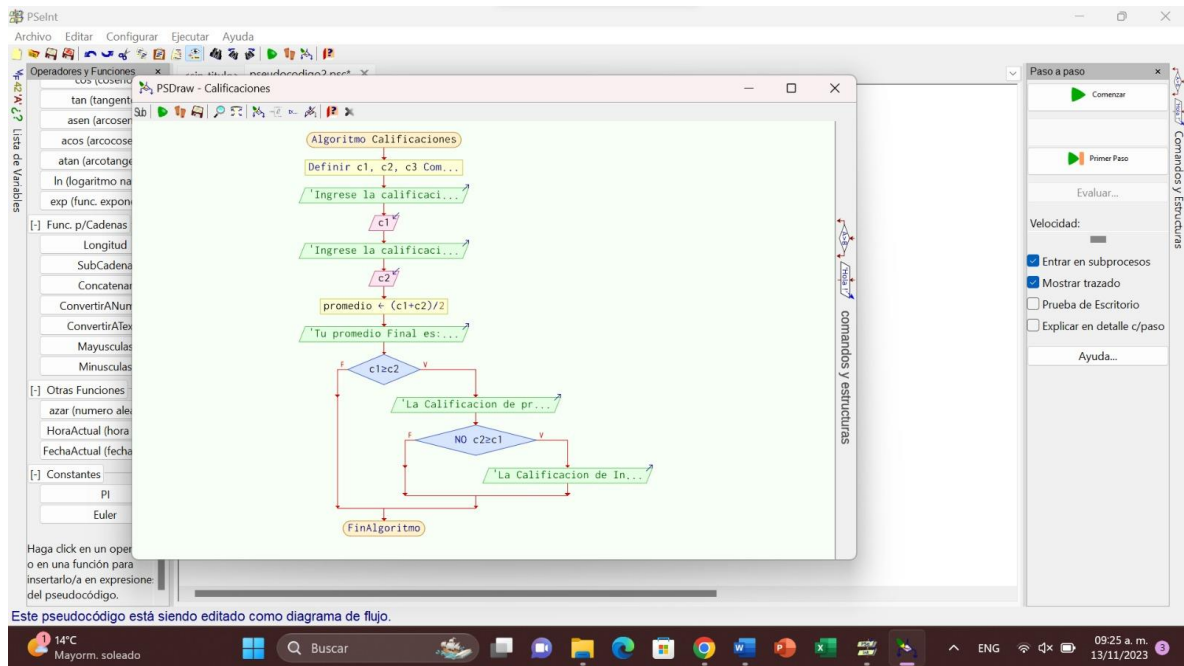 PSeInt
Archivo Editar Configurar Ejecutar Ayuda
Operadores y Funciones ×
pseudocodigo2.psc*
tan (tangent
asen (arcoser
acos (arcocose
atan (arcotange
ln (logaritmo na
exp (func. expon
[-] Func. p/Cadenas
Longitud
SubCadena
Concatenar
ConvertirANum
ConvertirATex
Mayusculas
Minusculas
[-] Otras Funciones
azar (numero alea
HoraActual (hora
FechaActual (fecha
[-] Constantes
PI
Euler
Haga click en un oper
o en una función para
insertarlo/a en expresione
del pseudocódigo.
Lista de Variables
PSDraw - Calificaciones
Sub
Algoritmo Calificaciones
Definir c1, c2, c3 Com...
'Ingrese la calificaci...
c1
'Ingrese la calificaci...
c2
promedio ← (c1+c2)/2
'Tu promedio Final es:...
F c1≥c2 V
'La Calificacion de pr...
F NO c2≥c1 V
'La Calificacion de In...
FinAlgoritmo
comandos y estructuras
Paso a paso ×
Comenzar
Primer Paso
Evaluar...
Velocidad:
Entrar en subprocesos
Mostrar trazado
Prueba de Escritorio
Explicar en detalle c/paso
Ayuda...
Comandos y Estructuras
Este pseudocódigo está siendo editado como diagrama de flujo.
1
14°C
Mayorm. soleado
Buscar
ENG
09:25 a. m.
13/11/2023
3